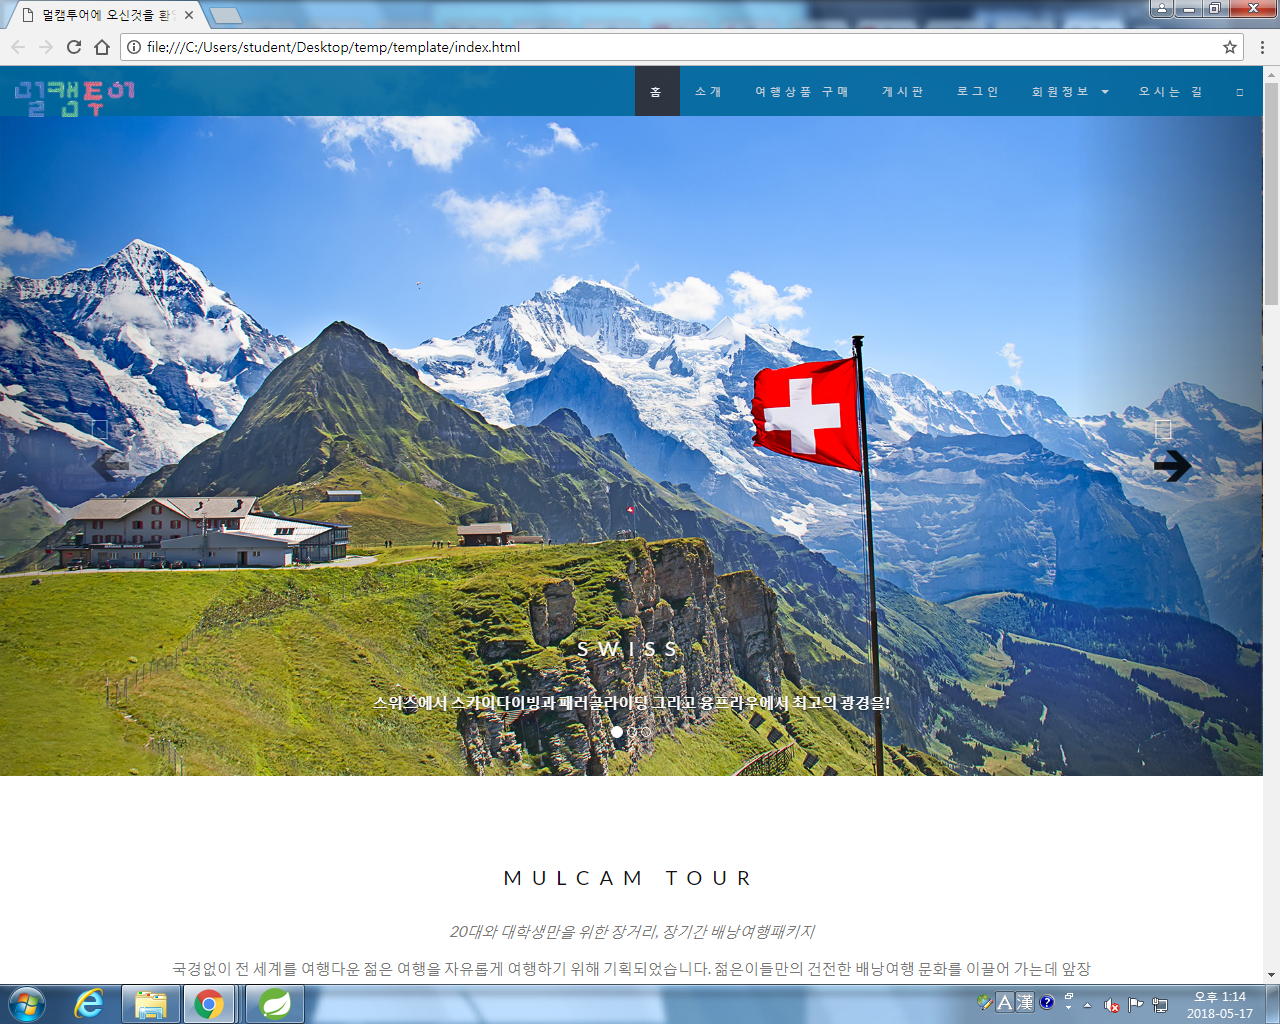 멀캠투어에 오신것을 환영
file:///C:/Users/student/Desktop/temp/template/index.html
멀캠투어
홈 소개 여행상품 구매 게시판 로그인 회원정보 오시는 길
SWISS
스위스에서 스카이다이빙과 페러글라이딩 그리고 융프라우에서 최고의 광경을!
MULCAM TOUR
20대와 대학생만을 위한 장거리, 장기간 배낭여행패키지
국경없이 전 세계를 여행다운 젊은 여행을 자유롭게 여행하기 위해 기획되었습니다. 젊은이들만의 건전한 배낭여행 문화를 이끌어 가는데 앞장
A 漢
오후 1:14
2018-05-17